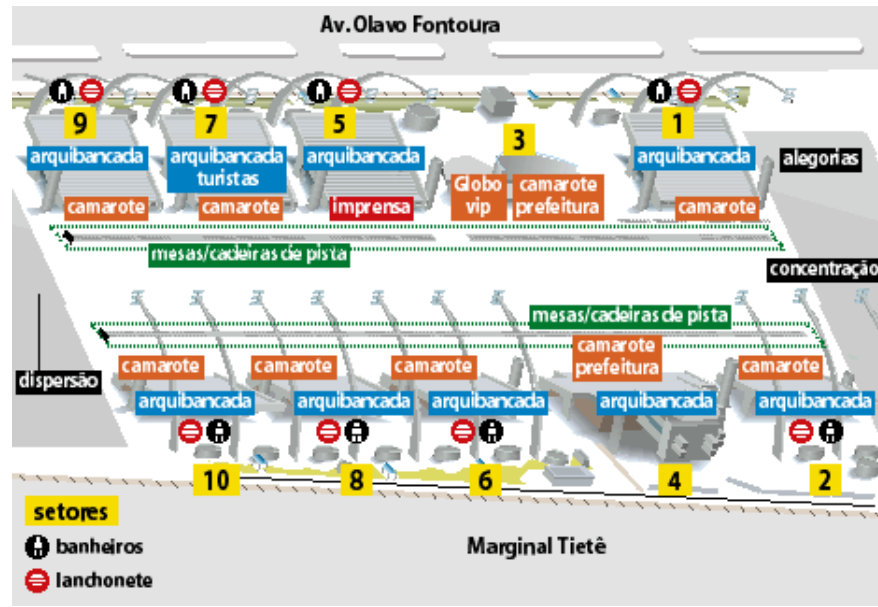 Av. Olavo Fontoura
9
7
5
3
1
arquibancada
arquibancada
turistas
arquibancada
arquibancada
alegorias
camarote
camarote
imprensa
Globo
vip
camarote
prefeitura
camarote
mesas/cadeiras de pista
concentração
mesas/cadeiras de pista
dispersão
camarote
camarote
camarote
camarote
prefeitura
camarote
arquibancada
arquibancada
arquibancada
arquibancada
arquibancada
10
8
6
4
2
setores
banheiros
lanchonete
Marginal Tietê